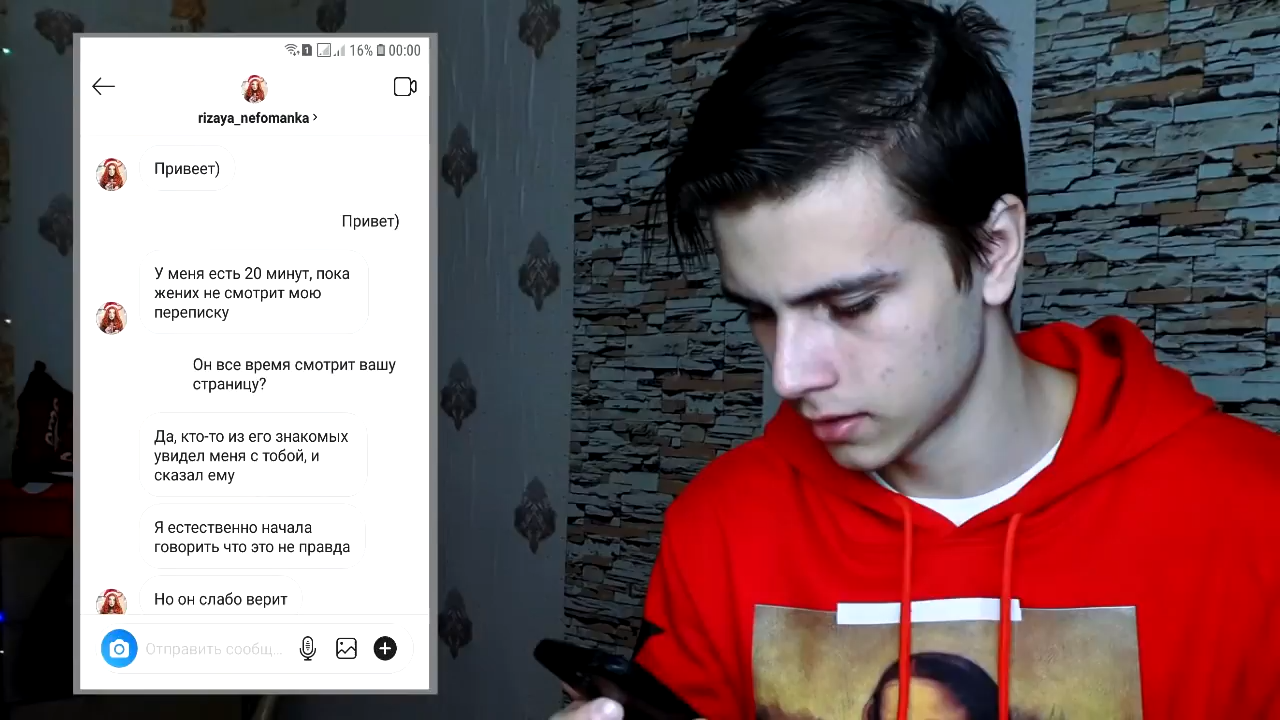 16% 00:00
rizaya_nefomanka
Привеет)
Привет)
У меня есть 20 минут, пока
жених не смотрит мою
переписку
Он все время смотрит вашу
страницу?
Да, кто-то из его знакомых
увидел меня с тобой, и
сказал ему
Я естественно начала
говорить что это не правда
Но он слабо верит
Отправить сообщ...